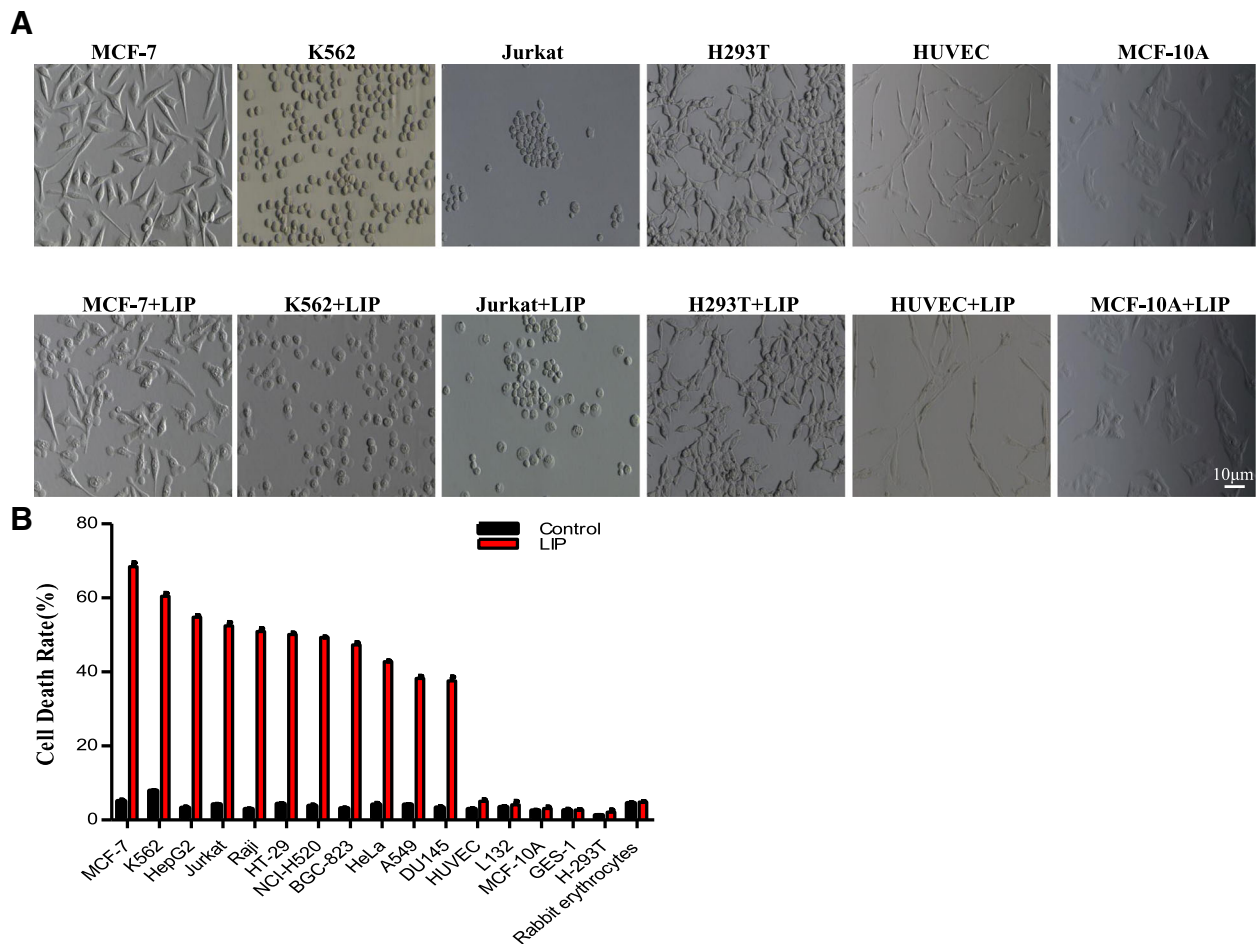 A
MCF-7 K562 Jurkat H293T HUVEC MCF-10A
MCF-7+LIP K562+LIP Jurkat+LIP H293T+LIP HUVEC+LIP MCF-10A+LIP
10μm
B
Control
LIP
Cell Death Rate(%)
80
60
40
20
0
MCF-7
K562
HepG2
Jurkat
Raji
HT-29
NCI-H520
BGC-823
HeLa
A549
DU145
HUVEC
L132
MCF-10A
GES-1
H-293T
Rabbit erythrocytes